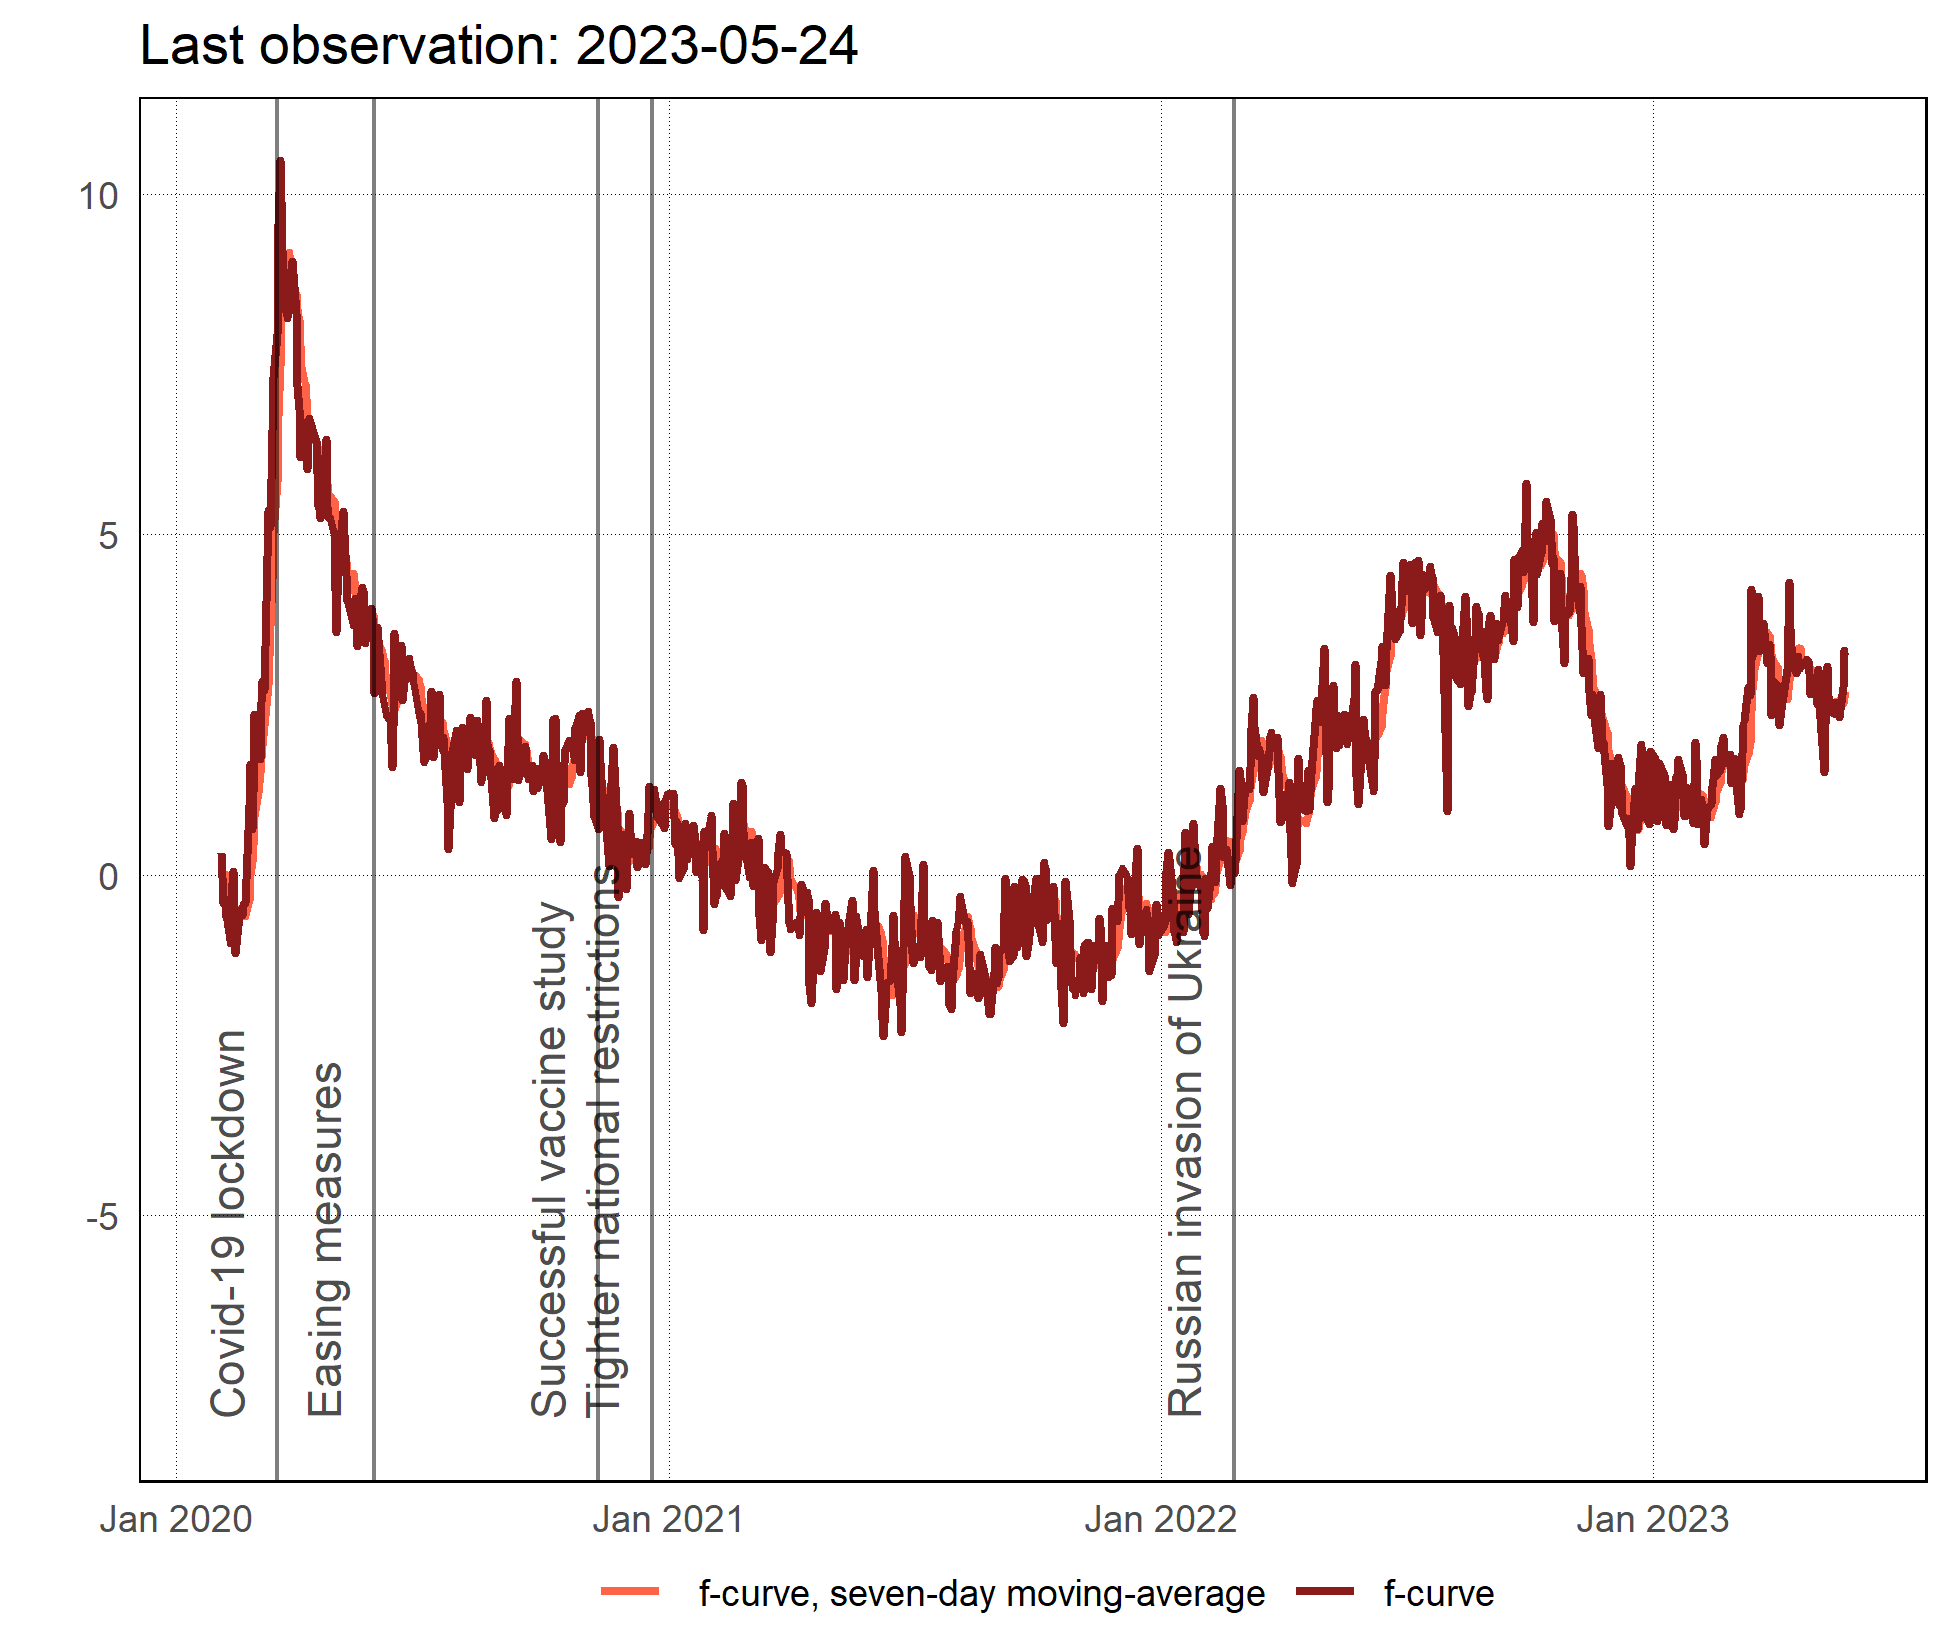 Last observation: 2023-05-24
10
5
0
-5
Covid-19 lockdown
Easing measures
Successful vaccine study
Tighter national restrictions
Russian invasion of Ukraine
Jan 2020
Jan 2021
Jan 2022
Jan 2023
f-curve, seven-day moving-average
f-curve